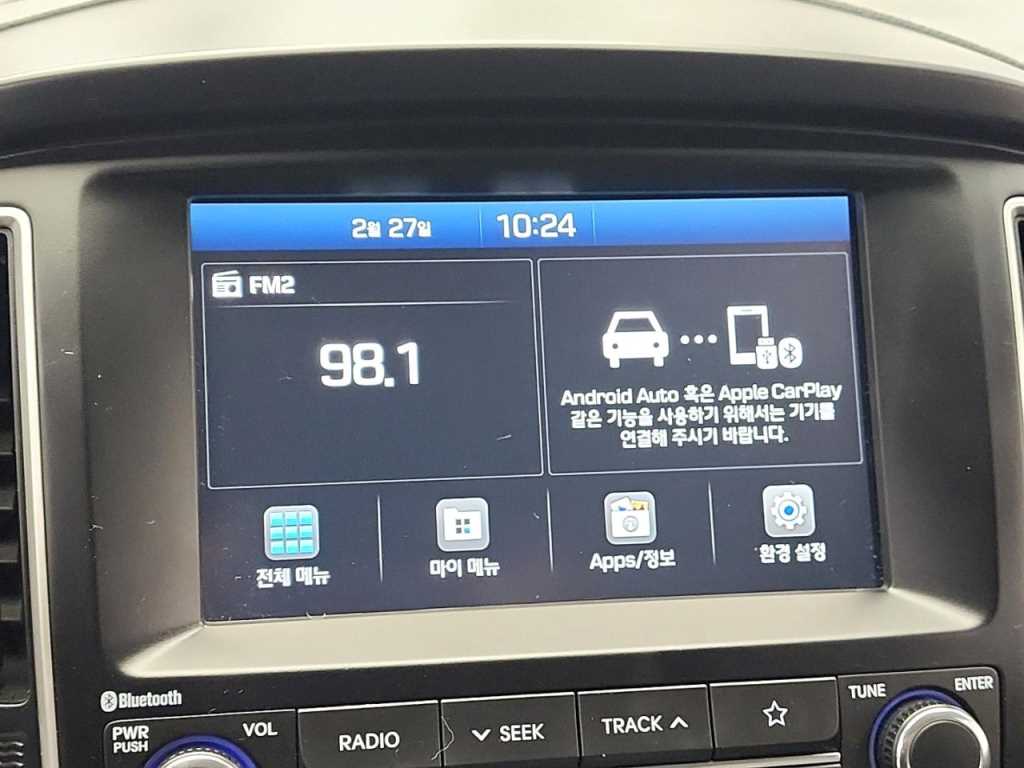 2월 27일 10:24
FM2
98.1
Android Auto 혹은 Apple CarPlay
같은 기능을 사용하기 위해서는 기기를
연결해 주시기 바랍니다.
전체 메뉴
마이 메뉴
Apps/정보
환경 설정
Bluetooth
PWR
PUSH
VOL
RADIO
SEEK
TRACK
TUNE
ENTER